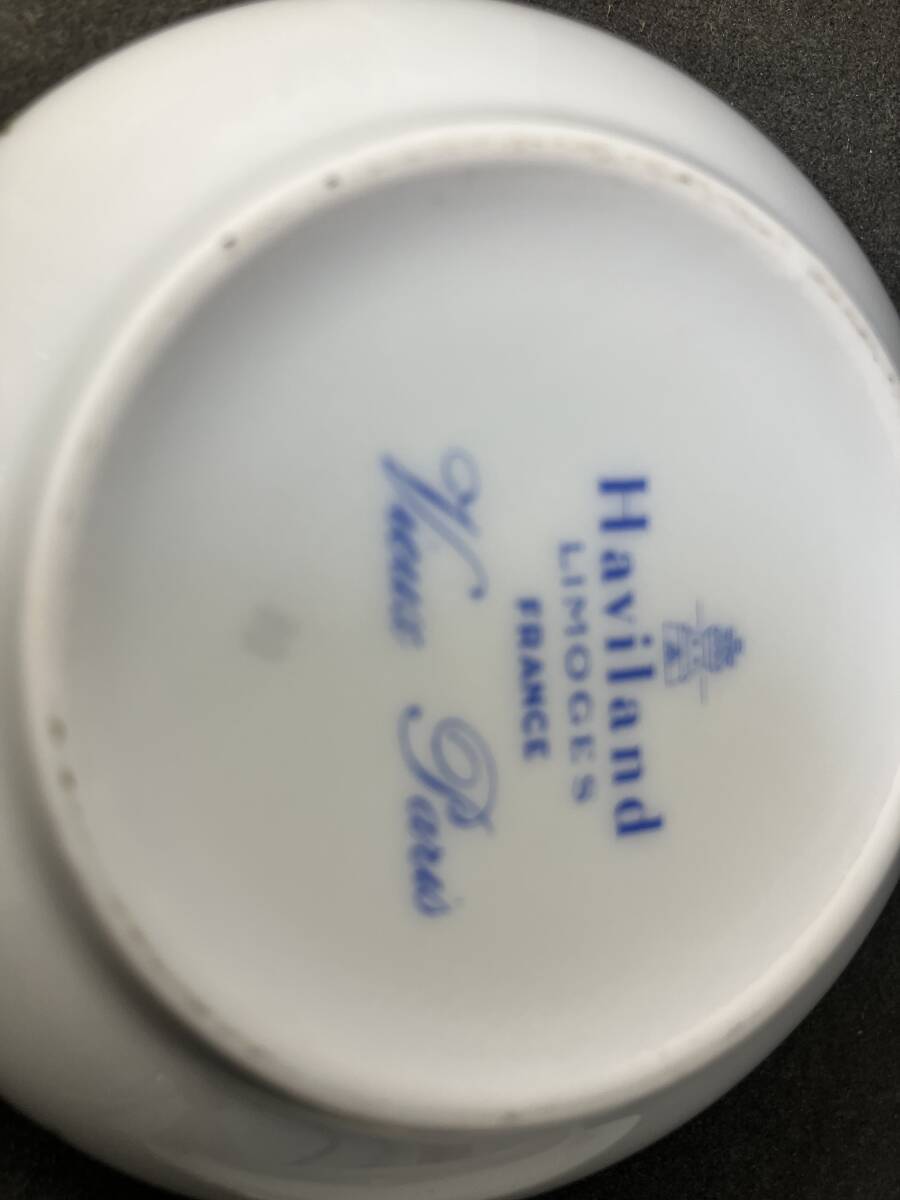 Haviland
LIMOGES
FRANCE
Vieux Paris